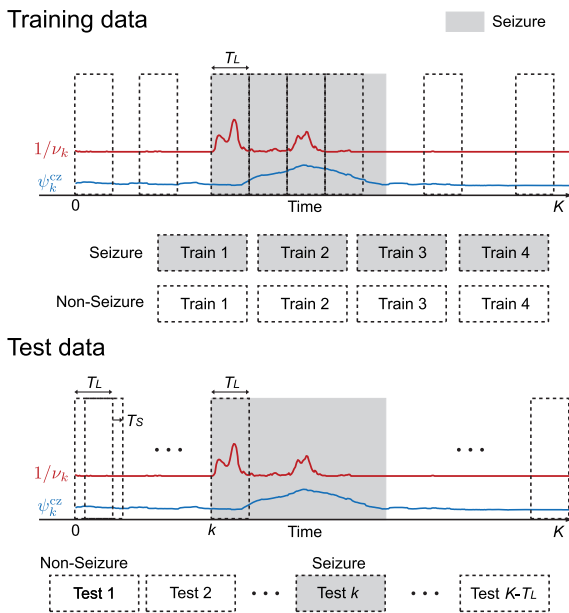 Training data
Seizure
T_L
1/ν_k
ψ_k^cz
0
Time
K
Seizure
Train 1
Train 2
Train 3
Train 4
Non-Seizure
Train 1
Train 2
Train 3
Train 4
Test data
T_L
T_L
T_S
• • •
• • •
1/ν_k
ψ_k^cz
0
k
Time
K
Non-Seizure
Seizure
Test 1
Test 2
• • •
Test k
• • •
Test K-T_L